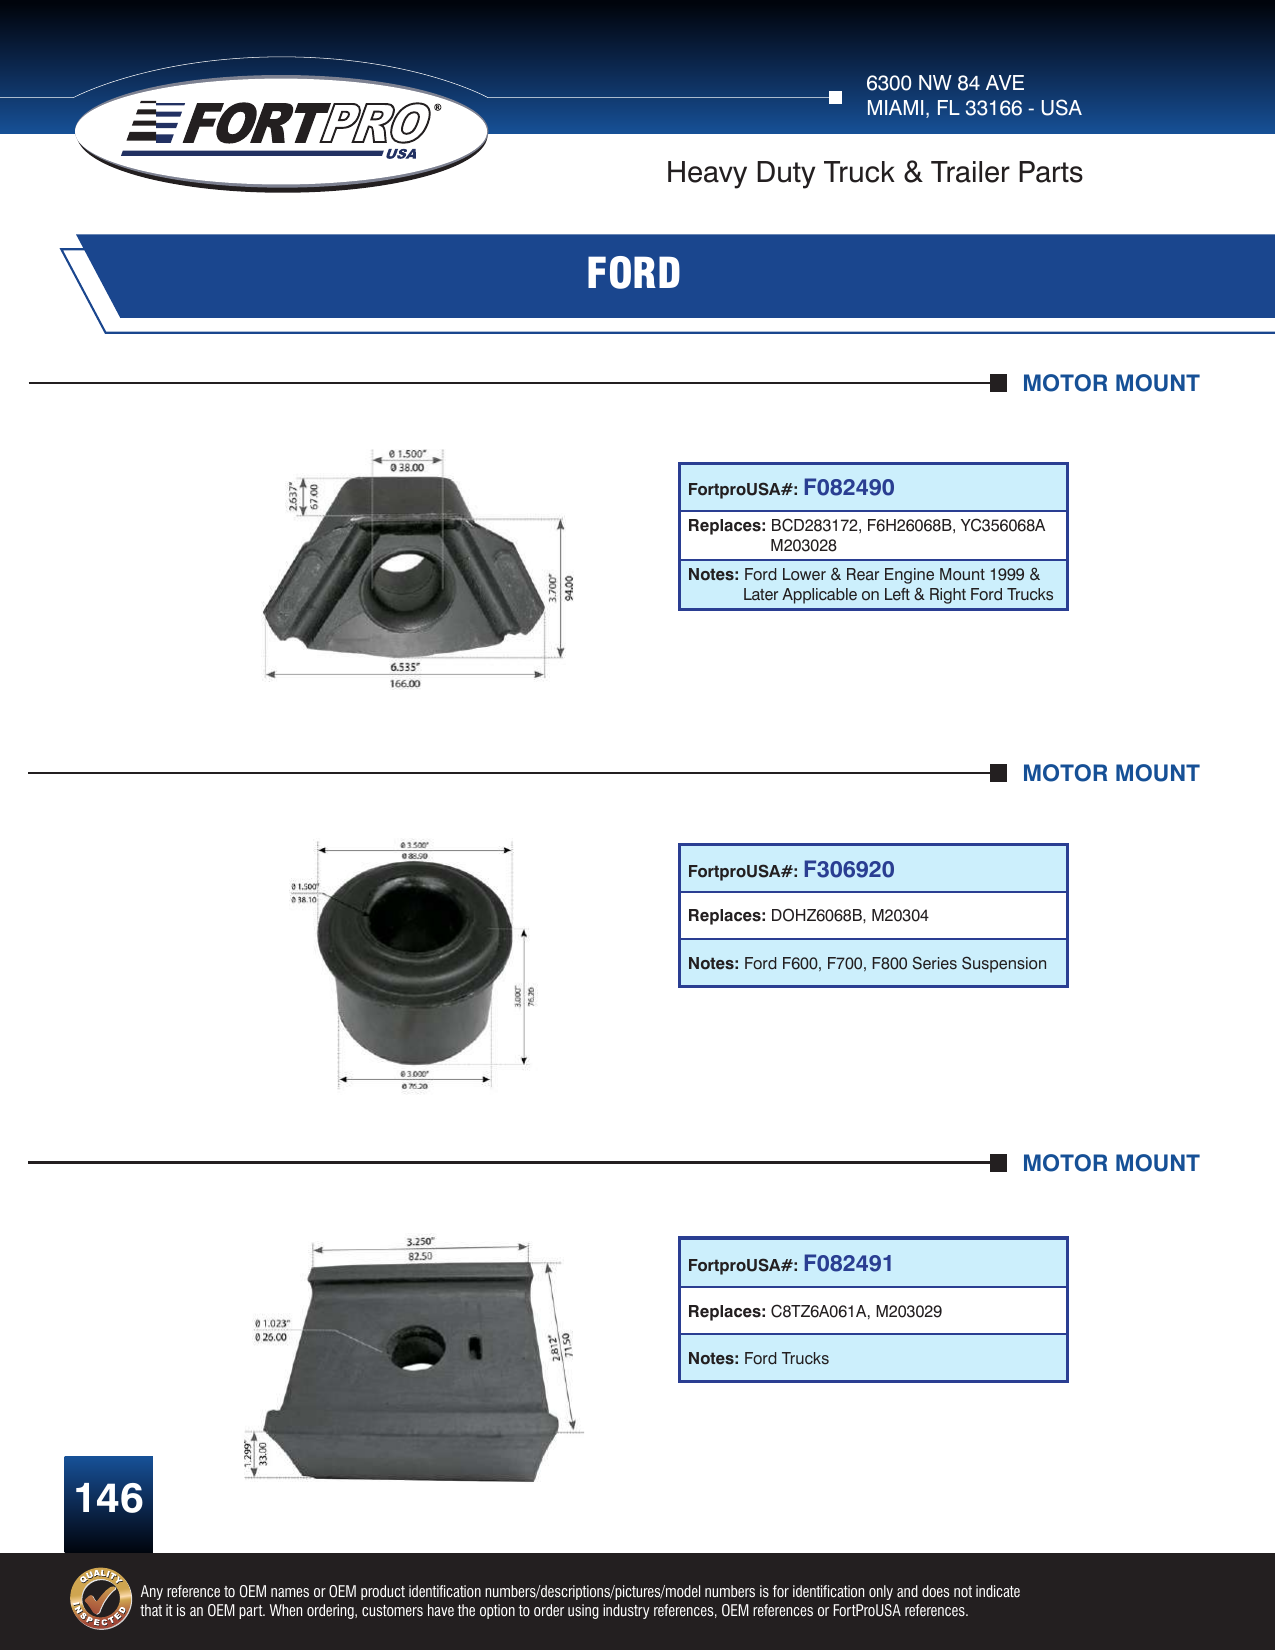 6300 NW 84 AVE
MIAMI, FL 33166 - USA
FORTPRO®
USA
Heavy Duty Truck & Trailer Parts
FORD
MOTOR MOUNT
Ø 1.500"
Ø 38.00
2.637"
67.00
3.700"
94.00
6.535"
166.00
FortproUSA#: F082490
Replaces: BCD283172, F6H26068B, YC356068A
M203028
Notes: Ford Lower & Rear Engine Mount 1999 &
Later Applicable on Left & Right Ford Trucks
MOTOR MOUNT
Ø 3.500"
Ø 88.90
Ø 1.500"
Ø 38.10
3.000"
76.20
Ø 3.000"
Ø 76.20
FortproUSA#: F306920
Replaces: DOHZ6068B, M20304
Notes: Ford F600, F700, F800 Series Suspension
MOTOR MOUNT
3.250"
82.50
Ø 1.023"
Ø 26.00
2.812"
71.50
1.299"
33.00
FortproUSA#: F082491
Replaces: C8TZ6A061A, M203029
Notes: Ford Trucks
146
QUALITY
INSPECTED
Any reference to OEM names or OEM product identification numbers/descriptions/pictures/model numbers is for identification only and does not indicate
that it is an OEM part. When ordering, customers have the option to order using industry references, OEM references or FortProUSA references.